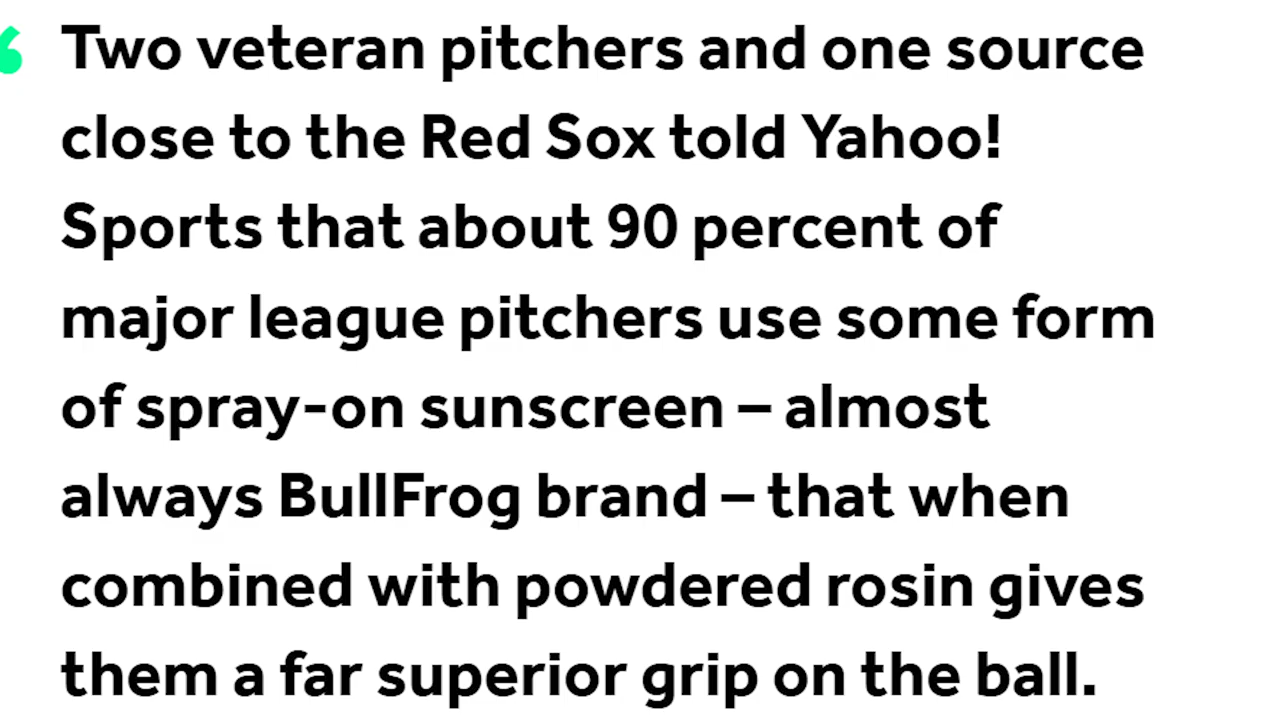 Two veteran pitchers and one source
close to the Red Sox told Yahoo!
Sports that about 90 percent of
major league pitchers use some form
of spray-on sunscreen – almost
always BullFrog brand – that when
combined with powdered rosin gives
them a far superior grip on the ball.